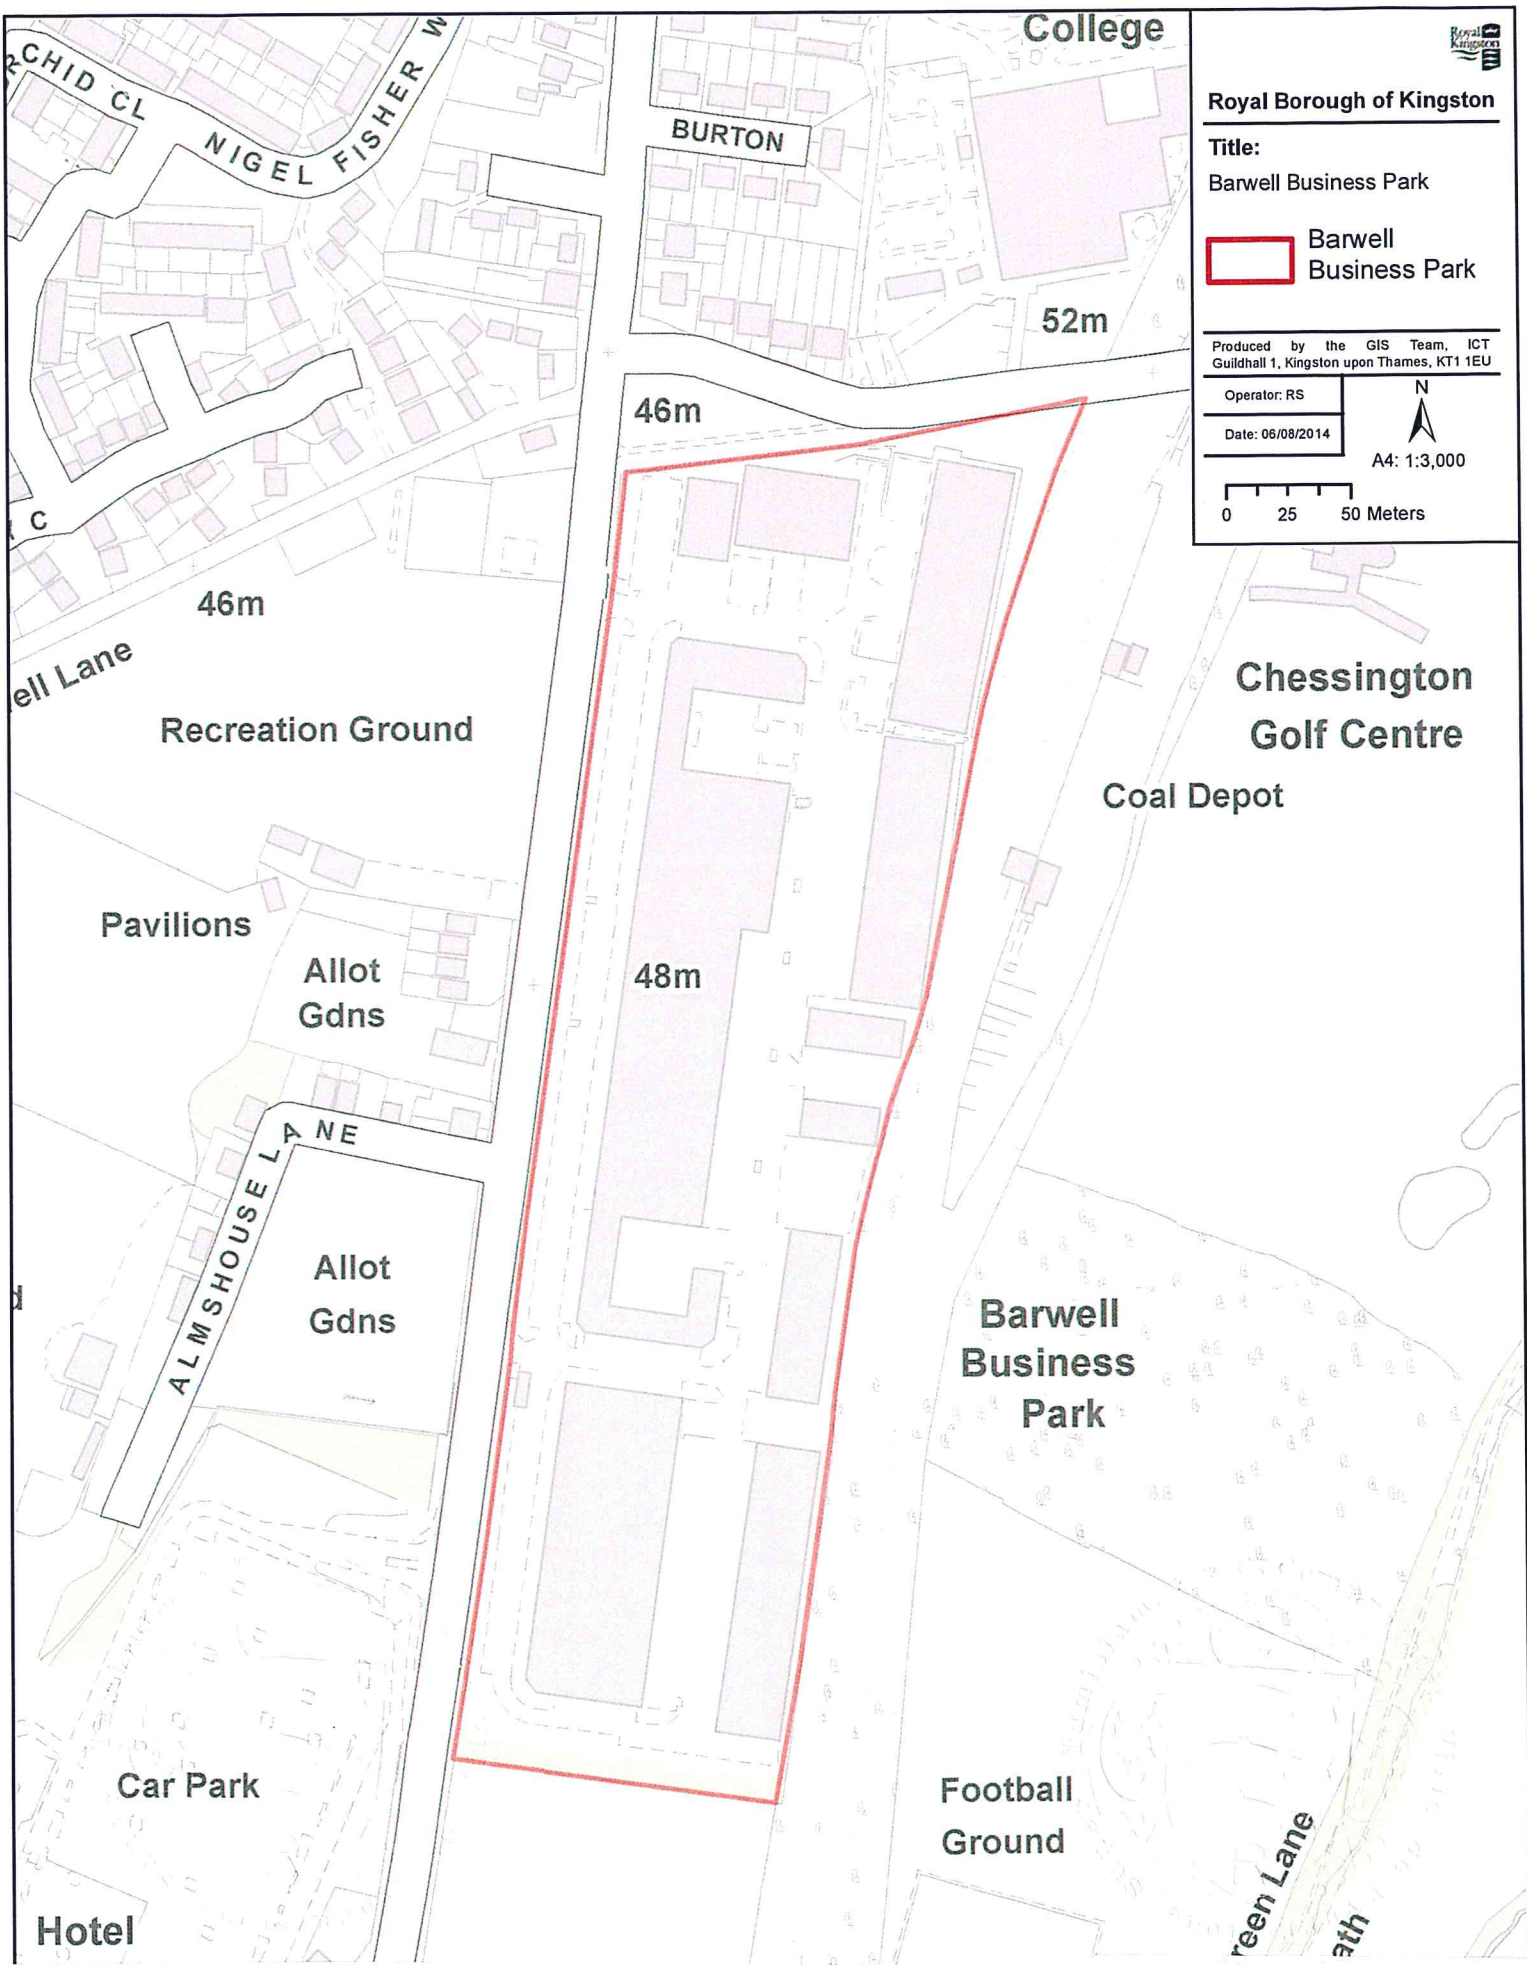 College
Royal
Kingston
Royal Borough of Kingston
Title:
Barwell Business Park
Barwell
Business Park
Produced by the GIS Team, ICT
Guildhall 1, Kingston upon Thames, KT1 1EU
Operator: RS
Date: 06/08/2014
N
A4: 1:3,000
0 25 50 Meters
RCHID CL
NIGEL FISHER W
BURTON
52m
46m
C
46m
ell Lane
Recreation Ground
Chessington
Golf Centre
Coal Depot
Pavilions
Allot
Gdns
48m
ALMSHOUSE LANE
Allot
Gdns
d
Barwell
Business
Park
Car Park
Football
Ground
Hotel
reen Lane
ath